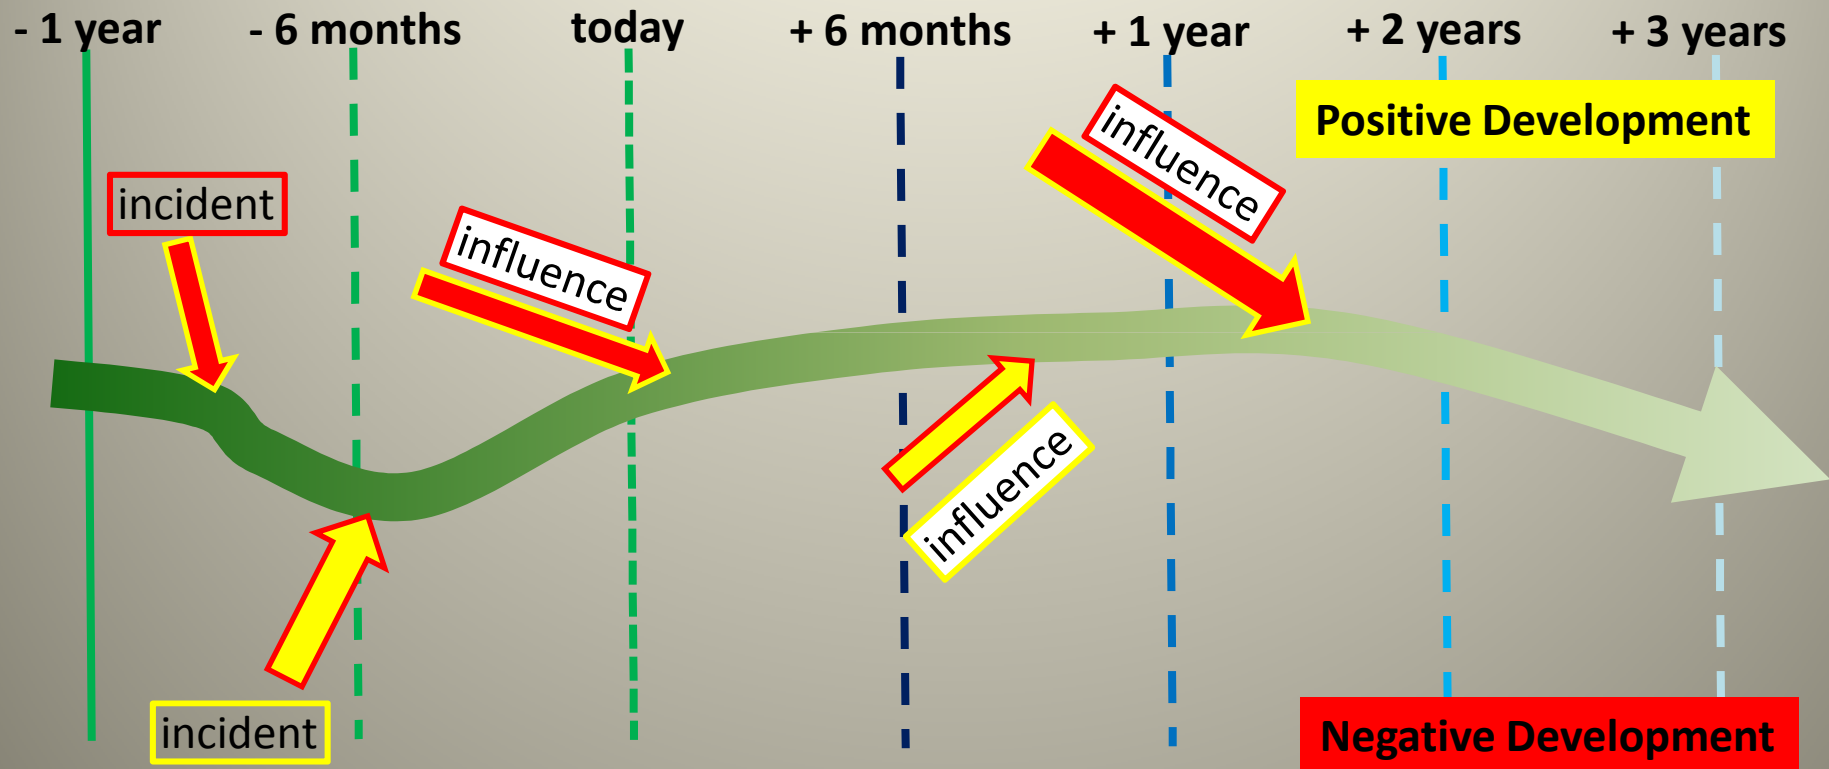 - 1 year
- 6 months
today
+ 6 months
+ 1 year
+ 2 years
+ 3 years
Positive Development
influence
incident
influence
influence
incident
Negative Development